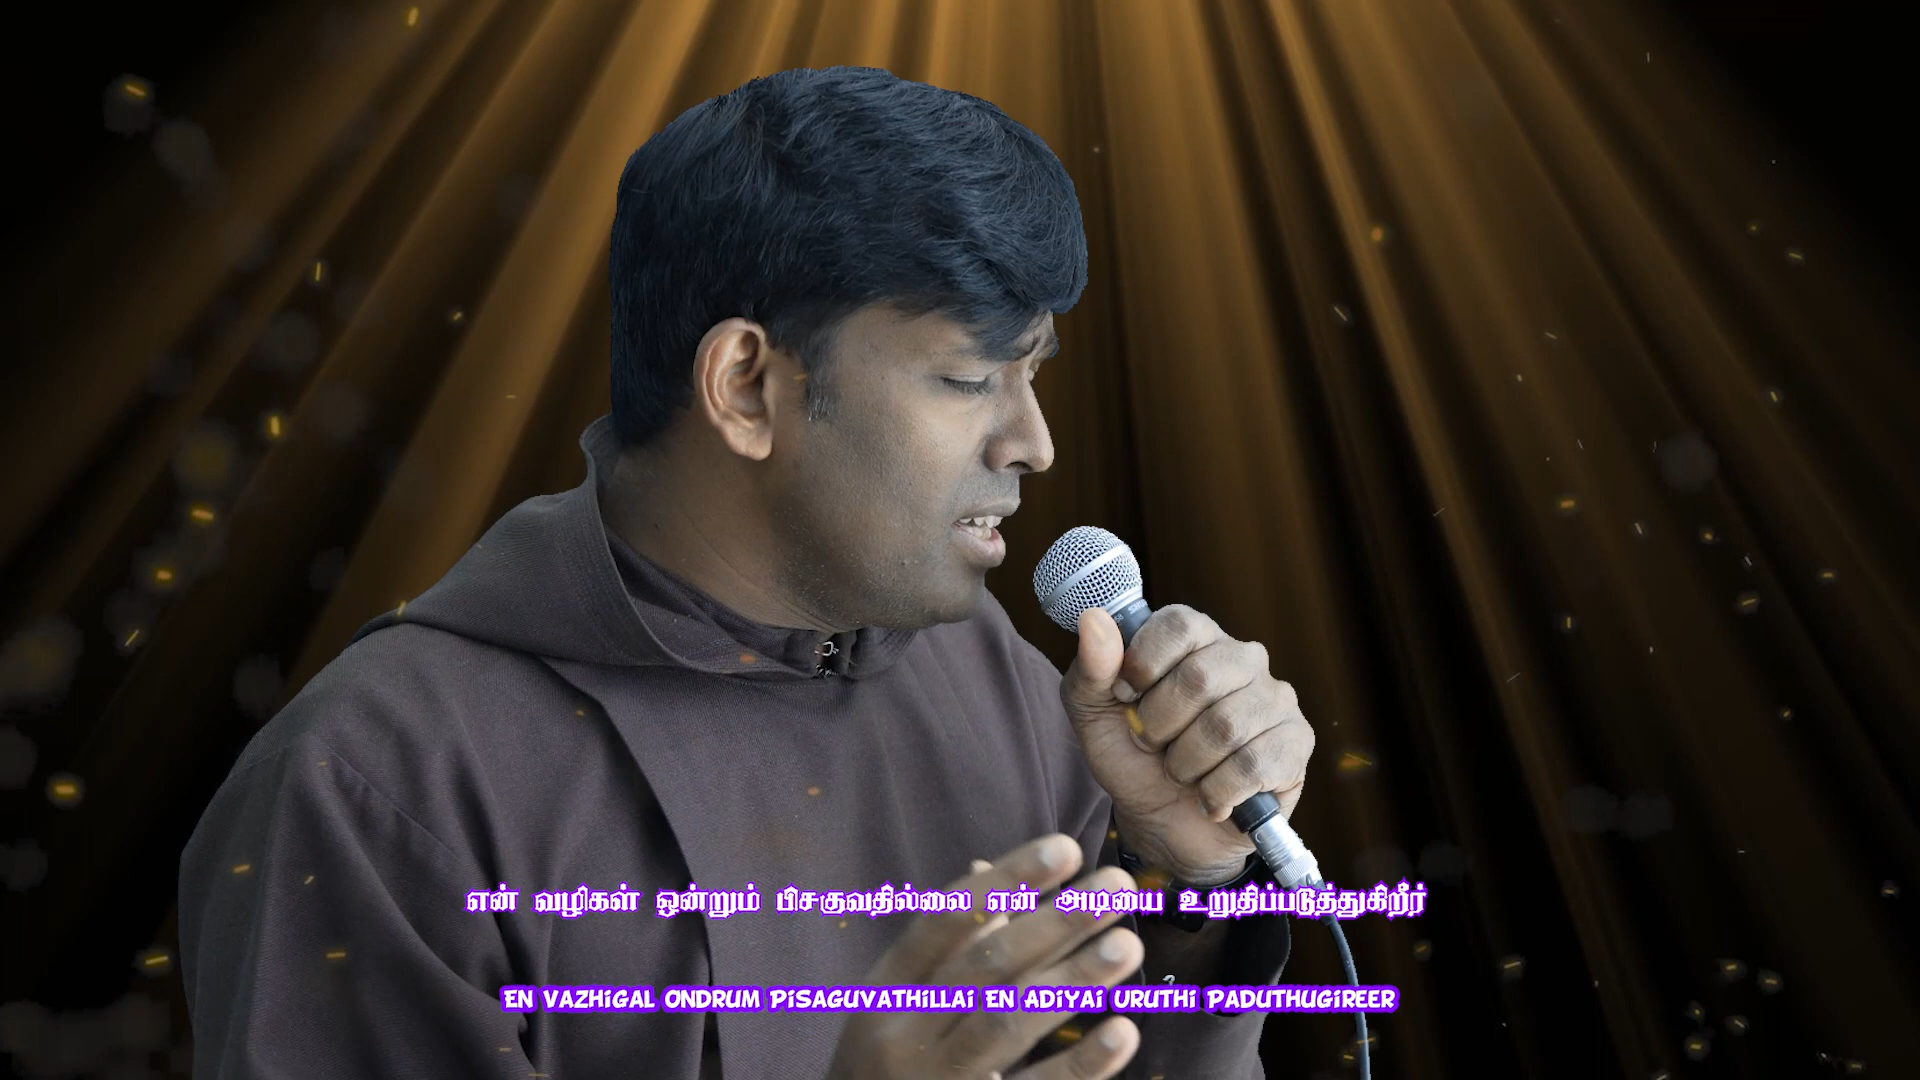 என் வழிகள் ஒன்றும் பிசகுவதில்லை என் அடியை உறுதிப்படுத்துகிறீர்
EN VAZHIGAL ONDRUM PISAGUVATHILLAI EN ADIYAI URUTHI PADUTHUGIREER